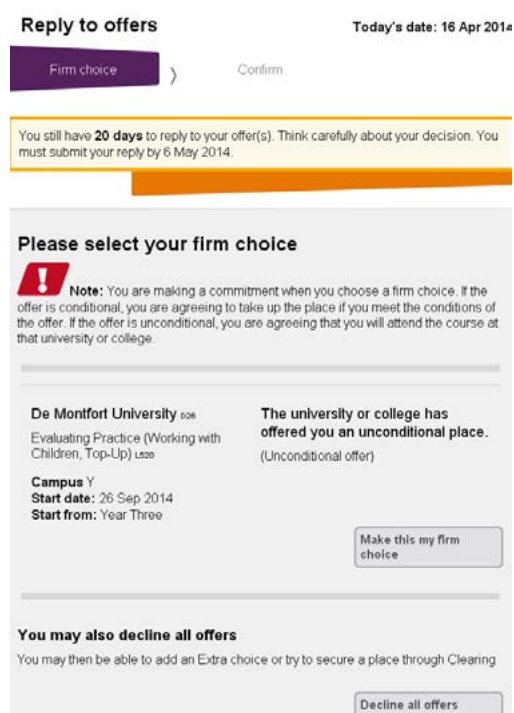 Reply to offers
Today's date: 16 Apr 2014
Firm choice
Confirm
You still have 20 days to reply to your offer(s). Think carefully about your decision. You
must submit your reply by 6 May 2014.
Please select your firm choice
Note: You are making a commitment when you choose a firm choice. If the
offer is conditional, you are agreeing to take up the place if you meet the conditions of
the offer. If the offer is unconditional, you are agreeing that you will attend the course at
that university or college.
De Montfort University D26
Evaluating Practice (Working with
Children, Top-Up) L520
Campus Y
Start date: 26 Sep 2014
Start from: Year Three
The university or college has
offered you an unconditional place.
(Unconditional offer)
Make this my firm
choice
You may also decline all offers
You may then be able to add an Extra choice or try to secure a place through Clearing
Decline all offers